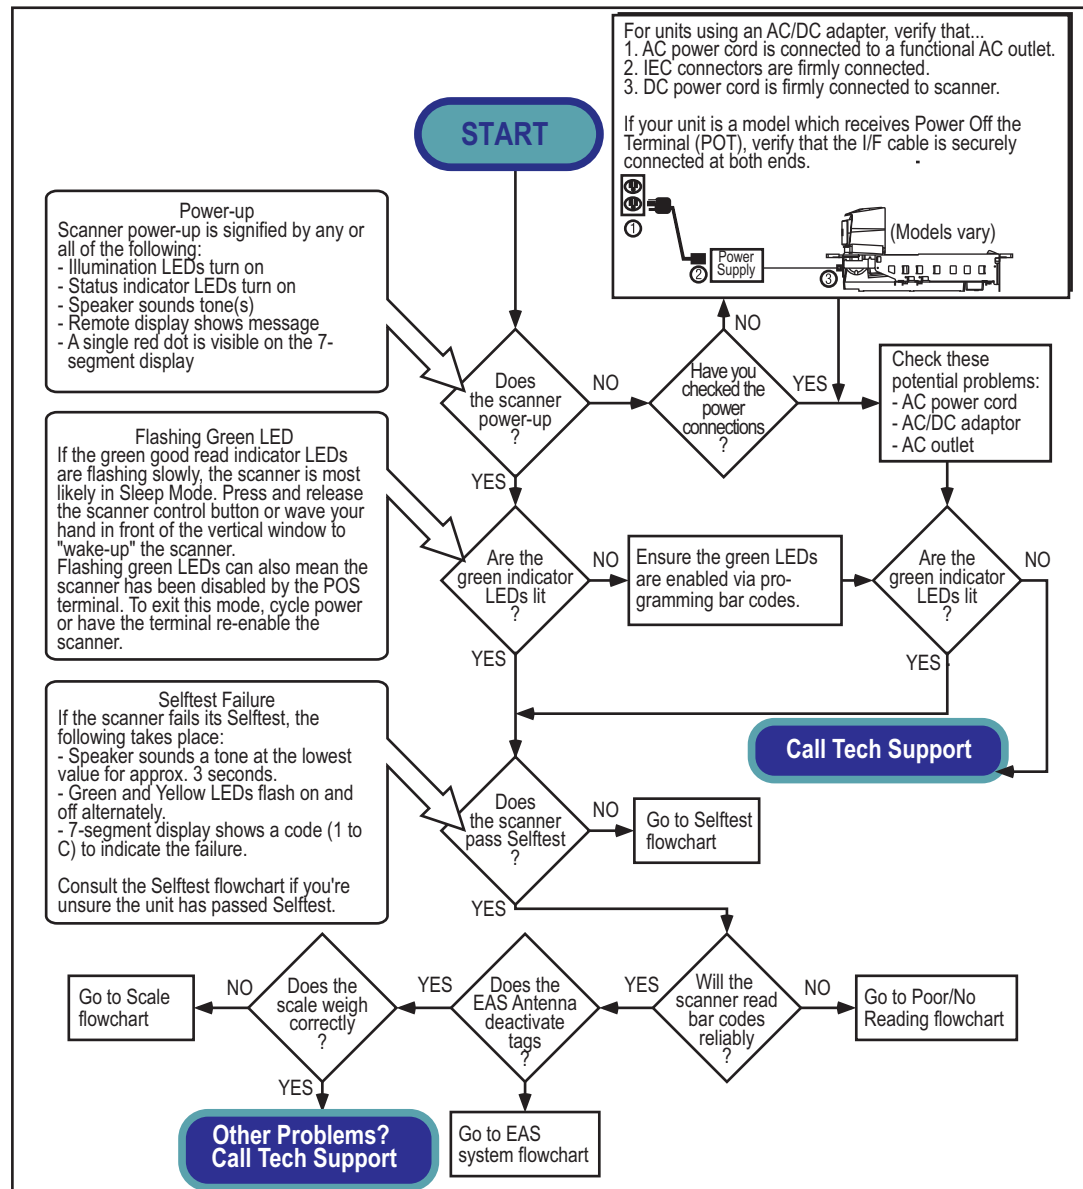 For units using an AC/DC adapter, verify that...
1. AC power cord is connected to a functional AC outlet.
2. IEC connectors are firmly connected.
3. DC power cord is firmly connected to scanner.
If your unit is a model which receives Power Off the
Terminal (POT), verify that the I/F cable is securely
connected at both ends.
1
2
Power
Supply
3
(Models vary)
START
Power-up
Scanner power-up is signified by any or
all of the following:
- Illumination LEDs turn on
- Status indicator LEDs turn on
- Speaker sounds tone(s)
- Remote display shows message
- A single red dot is visible on the 7-
segment display
Does
the scanner
power-up
?
NO
YES
Have you
checked the
power
connections
?
NO
YES
Check these
potential problems:
- AC power cord
- AC/DC adaptor
- AC outlet
Flashing Green LED
If the green good read indicator LEDs
are flashing slowly, the scanner is most
likely in Sleep Mode. Press and release
the scanner control button or wave your
hand in front of the vertical window to
"wake-up" the scanner.
Flashing green LEDs can also mean the
scanner has been disabled by the POS
terminal. To exit this mode, cycle power
or have the terminal re-enable the
scanner.
Are the
green indicator
LEDs lit
?
NO
YES
Ensure the green LEDs
are enabled via pro-
gramming bar codes.
Are the
green indicator
LEDs lit
?
NO
YES
Call Tech Support
Selftest Failure
If the scanner fails its Selftest, the
following takes place:
- Speaker sounds a tone at the lowest
value for approx. 3 seconds.
- Green and Yellow LEDs flash on and
off alternately.
- 7-segment display shows a code (1 to
C) to indicate the failure.
Consult the Selftest flowchart if you're
unsure the unit has passed Selftest.
Does
the scanner
pass Selftest
?
NO
YES
Go to Selftest
flowchart
Will the
scanner read
bar codes
reliably
?
NO
YES
Go to Poor/No
Reading flowchart
Does the
EAS Antenna
deactivate
tags
?
YES
Go to EAS
system flowchart
Does the
scale weigh
correctly
?
NO
YES
Go to Scale
flowchart
Other Problems?
Call Tech Support